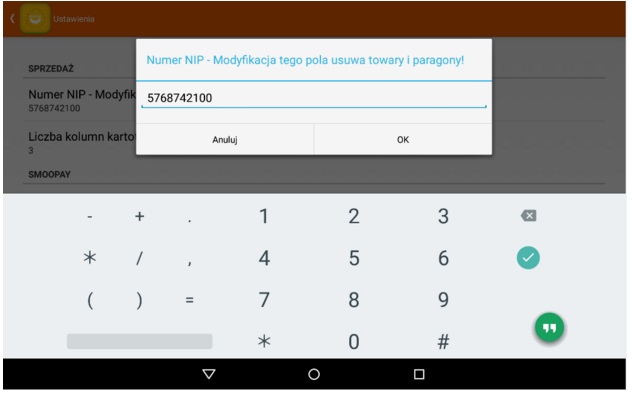 Ustawienia
SPRZEDAŻ
Numer NIP - Modyfikacja tego pola usuwa towary i paragony!
Numer NIP - Modyfik
5768742100
5768742100
Anuluj OK
Liczba kolumn karto
3
SMOOPAY
- + . 1 2 3
* / , 4 5 6
( ) = 7 8 9
* 0 #